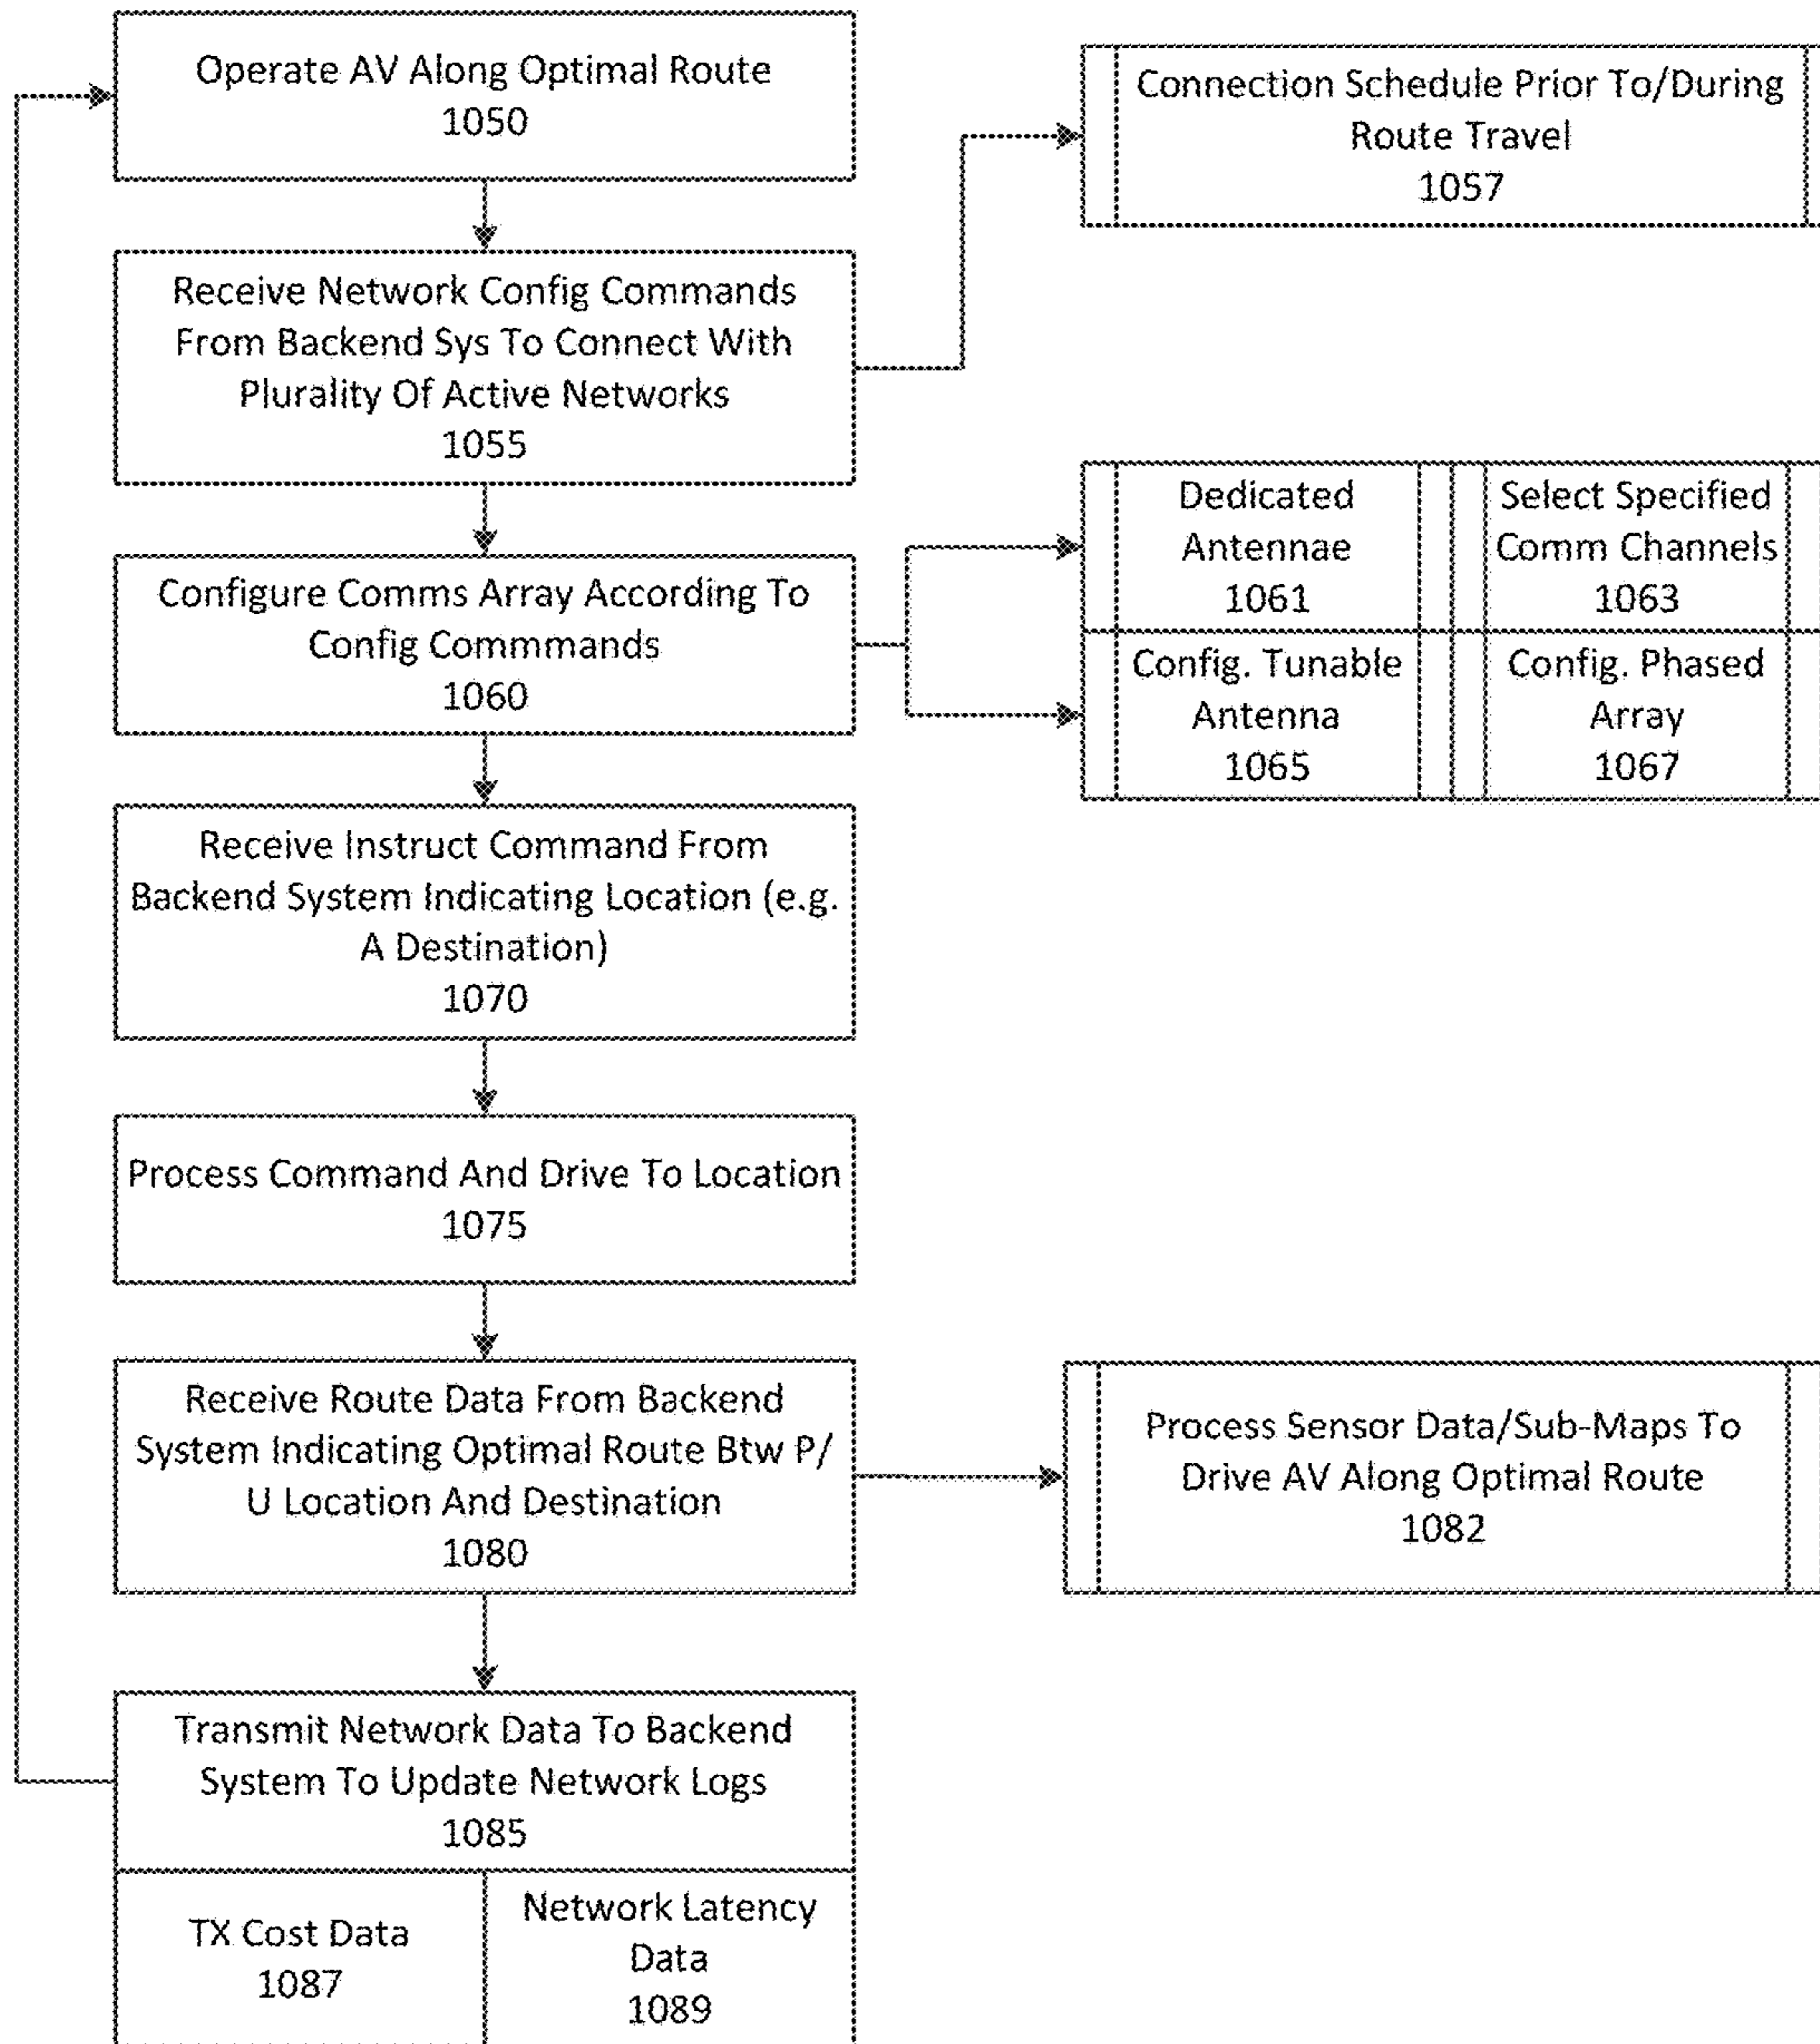 Operate AV Along Optimal Route
1050
Connection Schedule Prior To/During
Route Travel
1057
Receive Network Config Commands
From Backend Sys To Connect With
Plurality Of Active Networks
1055
Dedicated
Antennae
1061
Select Specified
Comm Channels
1063
Configure Comms Array According To
Config Commmands
1060
Config. Tunable
Antenna
1065
Config. Phased
Array
1067
Receive Instruct Command From
Backend System Indicating Location (e.g.
A Destination)
1070
Process Command And Drive To Location
1075
Receive Route Data From Backend
System Indicating Optimal Route Btw P/
U Location And Destination
1080
Process Sensor Data/Sub-Maps To
Drive AV Along Optimal Route
1082
Transmit Network Data To Backend
System To Update Network Logs
1085
TX Cost Data
1087
Network Latency
Data
1089